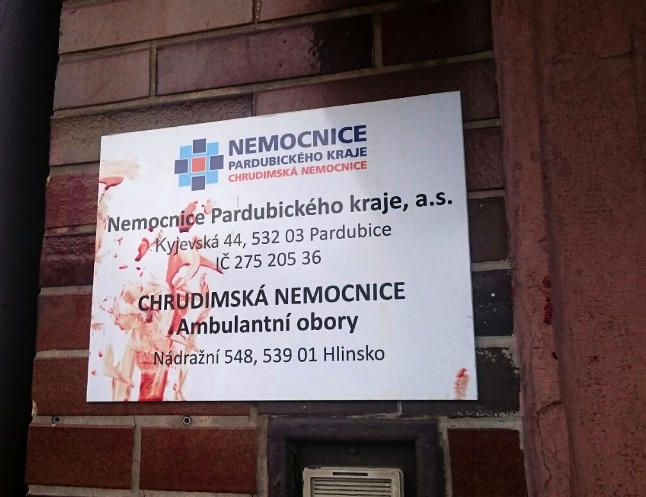 NEMOCNICE
PARDUBICKÉHO KRAJE
CHRUDIMSKÁ NEMOCNICE
Nemocnice Pardubického kraje, a.s.
Kyjevská 44, 532 03 Pardubice
IČ 275 205 36
CHRUDIMSKÁ NEMOCNICE
Ambulantní obory
Nádražní 548, 539 01 Hlinsko